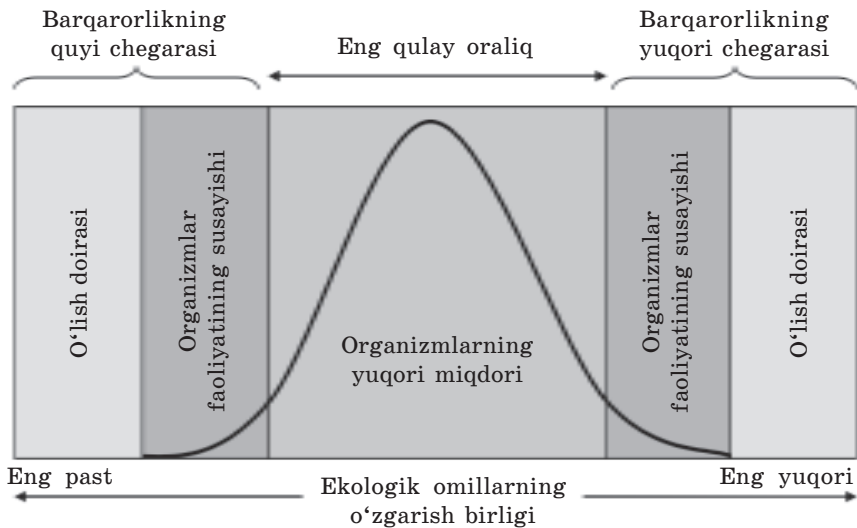 Barqarorlikning
quyi chegarasi
Eng qulay oraliq
Barqarorlikning
yuqori chegarasi
O‘lish doirasi
Organizmlar
faoliyatining susayishi
Organizmlarning
yuqori miqdori
Organizmlar
faoliyatining susayishi
O‘lish doirasi
Eng past
Eng yuqori
Ekologik omillarning
o‘zgarish birligi